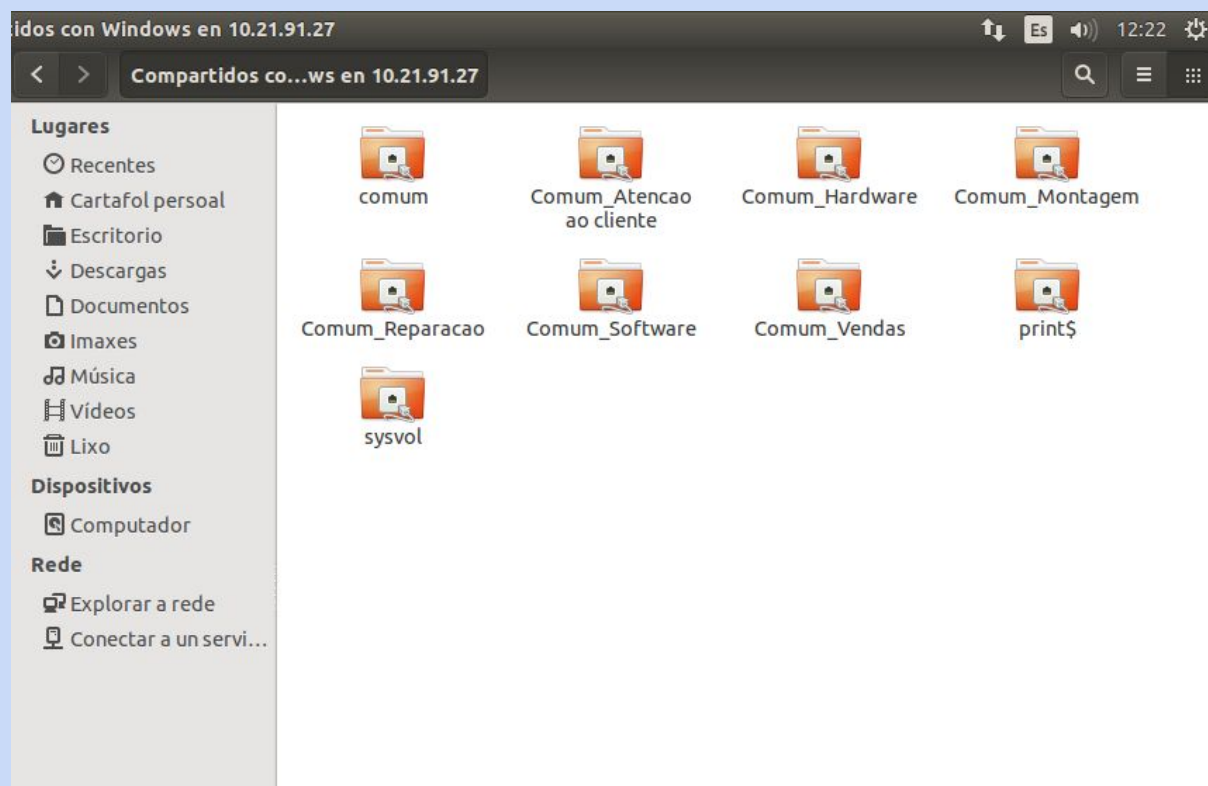 idos con Windows en 10.21.91.27
Es
12:22
Compartidos co...ws en 10.21.91.27
Lugares
Recentes
Cartafol persoal
Escritorio
Descargas
Documentos
Imaxes
Música
Vídeos
Lixo
Dispositivos
Computador
Rede
Explorar a rede
Conectar a un servi...
comum
Comum_Atencao
ao cliente
Comum_Hardware
Comum_Montagem
Comum_Reparacao
Comum_Software
Comum_Vendas
print$
sysvol